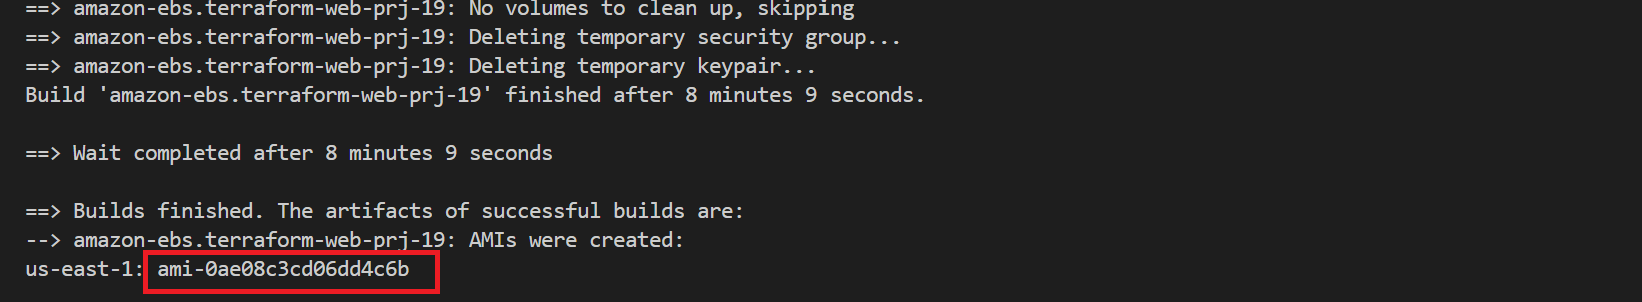 ==> amazon-ebs.terraform-web-prj-19: No volumes to clean up, skipping
==> amazon-ebs.terraform-web-prj-19: Deleting temporary security group...
==> amazon-ebs.terraform-web-prj-19: Deleting temporary keypair...
Build 'amazon-ebs.terraform-web-prj-19' finished after 8 minutes 9 seconds.
==> Wait completed after 8 minutes 9 seconds
==> Builds finished. The artifacts of successful builds are:
--> amazon-ebs.terraform-web-prj-19: AMIs were created:
us-east-1: ami-0ae08c3cd06dd4c6b